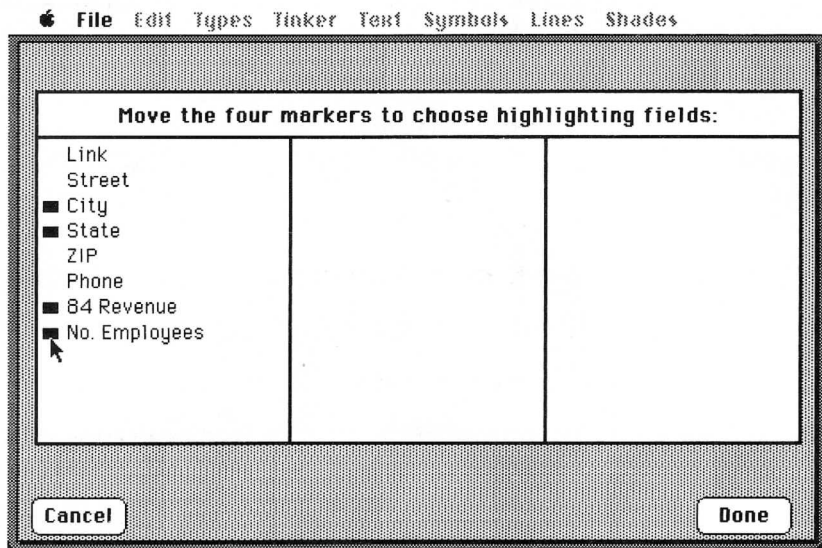 File Edit Types Tinker Text Symbols Lines Shades
Move the four markers to choose highlighting fields:
Link
Street
City
State
ZIP
Phone
84 Revenue
No. Employees
Cancel Done